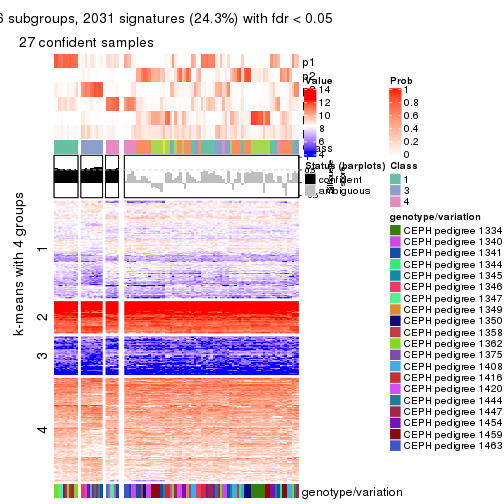 6 subgroups, 2031 signatures (24.3%) with fdr < 0.05
27 confident samples
p1
p2
Value
14
12
10
8
6
4
Prob
1
0.8
0.6
0.4
0.2
0
Status (barplots)
confident
ambiguous
Class
1
3
4
k-means with 4 groups
1
2
3
4
genotype/variation
CEPH pedigree 1334
CEPH pedigree 1340
CEPH pedigree 1341
CEPH pedigree 1344
CEPH pedigree 1345
CEPH pedigree 1346
CEPH pedigree 1347
CEPH pedigree 1349
CEPH pedigree 1350
CEPH pedigree 1358
CEPH pedigree 1362
CEPH pedigree 1375
CEPH pedigree 1408
CEPH pedigree 1416
CEPH pedigree 1420
CEPH pedigree 1444
CEPH pedigree 1447
CEPH pedigree 1454
CEPH pedigree 1459
CEPH pedigree 1463
genotype/variation